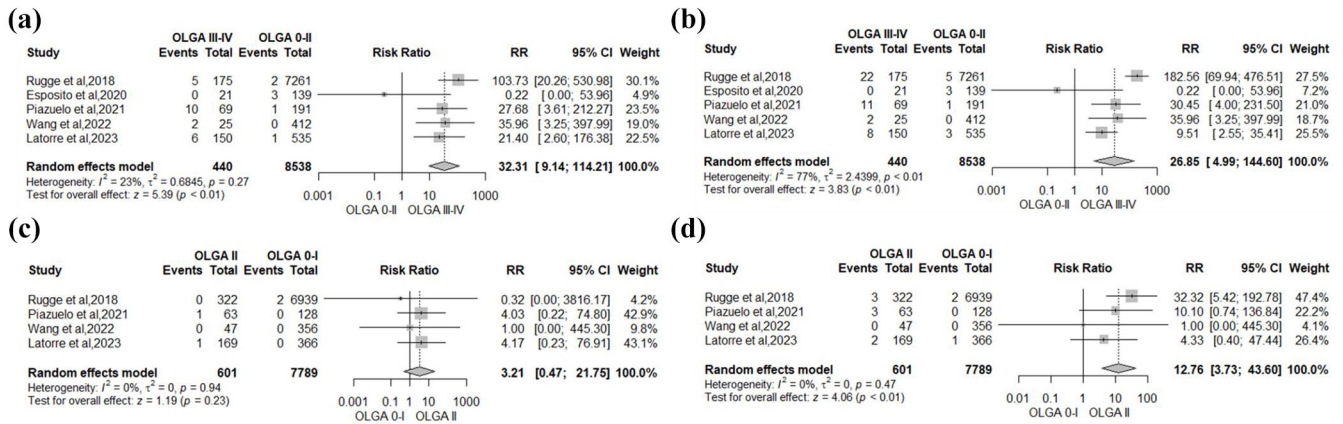 (a)
OLGA III-IV OLGA 0-II
Study Events Total Events Total Risk Ratio RR 95% CI Weight
Rugge et al,2018 5 175 2 7261 103.73 [20.26; 530.98] 30.1%
Esposito et al,2020 0 21 3 139 0.22 [ 0.00; 53.96] 4.9%
Piazuelo et al,2021 10 69 1 191 27.68 [ 3.61; 212.27] 23.5%
Wang et al,2022 2 25 0 412 35.96 [ 3.25; 397.99] 19.0%
Latorre et al,2023 6 150 1 535 21.40 [ 2.60; 176.38] 22.5%
Random effects model 440 8538 32.31 [ 9.14; 114.21] 100.0%
Heterogeneity: I² = 23%, τ² = 0.6845, p = 0.27
Test for overall effect: z = 5.39 (p < 0.01)
0.001 0.1 1 10 1000
OLGA 0-II OLGA III-IV
(b)
OLGA III-IV OLGA 0-II
Study Events Total Events Total Risk Ratio RR 95% CI Weight
Rugge et al,2018 22 175 5 7261 182.56 [69.94; 476.51] 27.5%
Esposito et al,2020 0 21 3 139 0.22 [ 0.00; 53.96] 7.2%
Piazuelo et al,2021 11 69 1 191 30.45 [ 4.00; 231.50] 21.0%
Wang et al,2022 2 25 0 412 35.96 [ 3.25; 397.99] 18.7%
Latorre et al,2023 8 150 3 535 9.51 [ 2.55; 35.41] 25.5%
Random effects model 440 8538 26.85 [ 4.99; 144.60] 100.0%
Heterogeneity: I² = 77%, τ² = 2.4399, p < 0.01
Test for overall effect: z = 3.83 (p < 0.01)
0.001 0.1 1 10 1000
OLGA 0-II OLGA III-IV
(c)
OLGA II OLGA 0-I
Study Events Total Events Total Risk Ratio RR 95% CI Weight
Rugge et al,2018 0 322 2 6939 0.32 [0.00; 3816.17] 4.2%
Piazuelo et al,2021 1 63 0 128 4.03 [0.22; 74.80] 42.9%
Wang et al,2022 0 47 0 356 1.00 [0.00; 445.30] 9.8%
Latorre et al,2023 1 169 0 366 4.17 [0.23; 76.91] 43.1%
Random effects model 601 7789 3.21 [0.47; 21.75] 100.0%
Heterogeneity: I² = 0%, τ² = 0, p = 0.94
Test for overall effect: z = 1.19 (p = 0.23)
0.001 0.1 1 10 1000
OLGA 0-I OLGA II
(d)
OLGA II OLGA 0-I
Study Events Total Events Total Risk Ratio RR 95% CI Weight
Rugge et al,2018 3 322 2 6939 32.32 [5.42; 192.78] 47.4%
Piazuelo et al,2021 3 63 0 128 10.10 [0.74; 136.84] 22.2%
Wang et al,2022 0 47 0 356 1.00 [0.00; 445.30] 4.1%
Latorre et al,2023 2 169 1 366 4.33 [0.40; 47.44] 26.4%
Random effects model 601 7789 12.76 [3.73; 43.60] 100.0%
Heterogeneity: I² = 0%, τ² = 0, p = 0.47
Test for overall effect: z = 4.06 (p < 0.01)
0.01 0.1 1 10 100
OLGA 0-I OLGA II